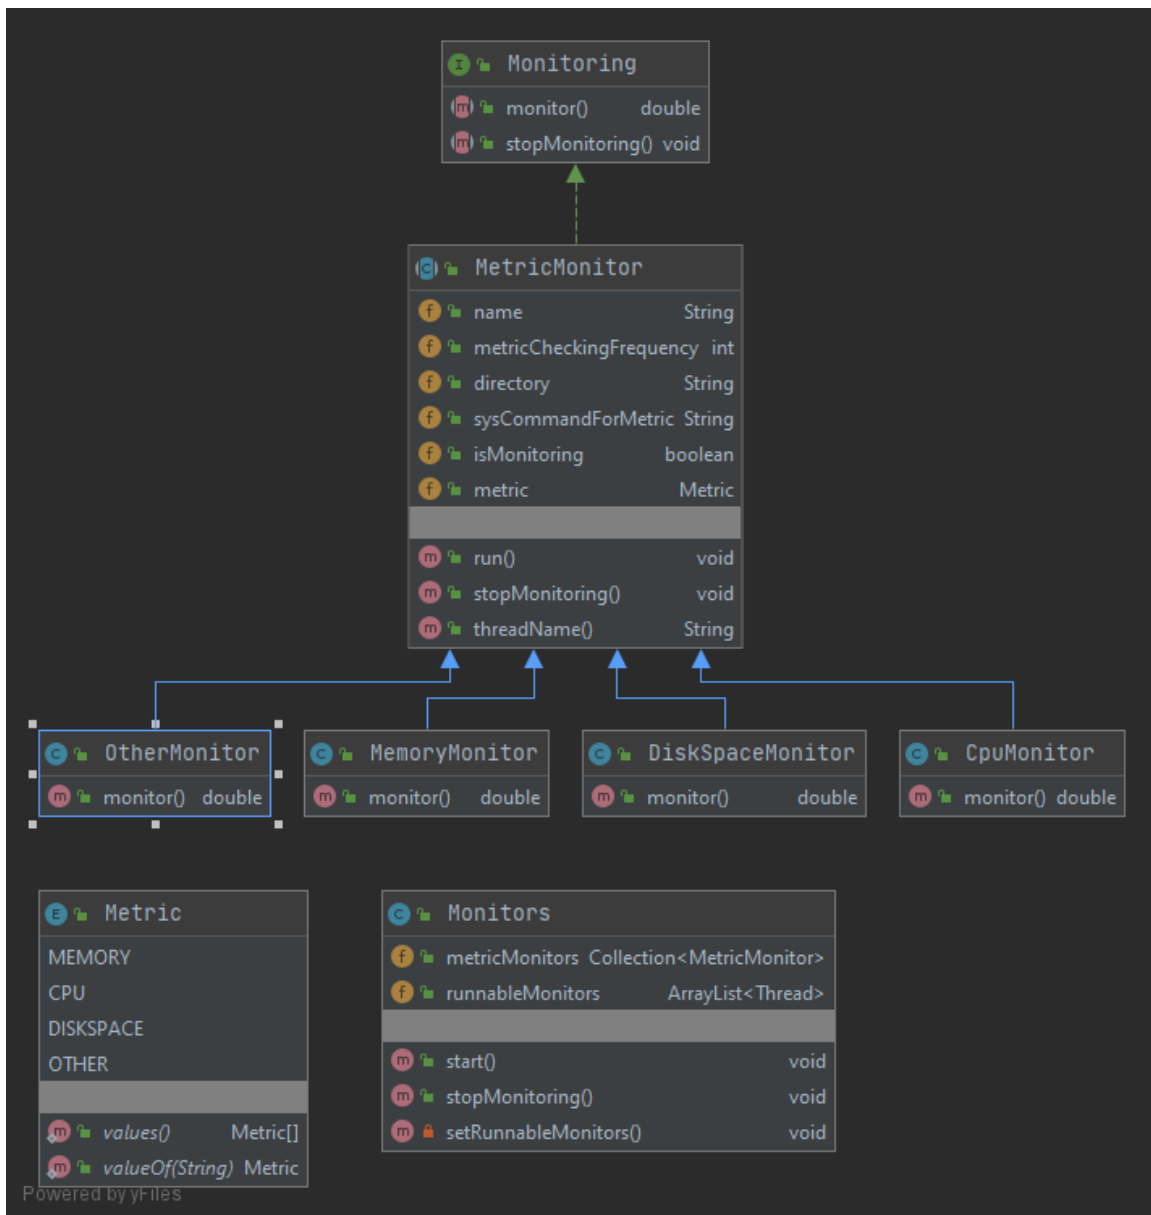 Monitoring
monitor() double
stopMonitoring() void
MetricMonitor
name String
metricCheckingFrequency int
directory String
sysCommandForMetric String
isMonitoring boolean
metric Metric
run() void
stopMonitoring() void
threadName() String
OtherMonitor
monitor() double
MemoryMonitor
monitor() double
DiskSpaceMonitor
monitor() double
CpuMonitor
monitor() double
Metric
MEMORY
CPU
DISKSPACE
OTHER
values() Metric[]
valueOf(String) Metric
Monitors
metricMonitors Collection<MetricMonitor>
runnableMonitors ArrayList<Thread>
start() void
stopMonitoring() void
setRunnableMonitors() void
Powered by yFiles